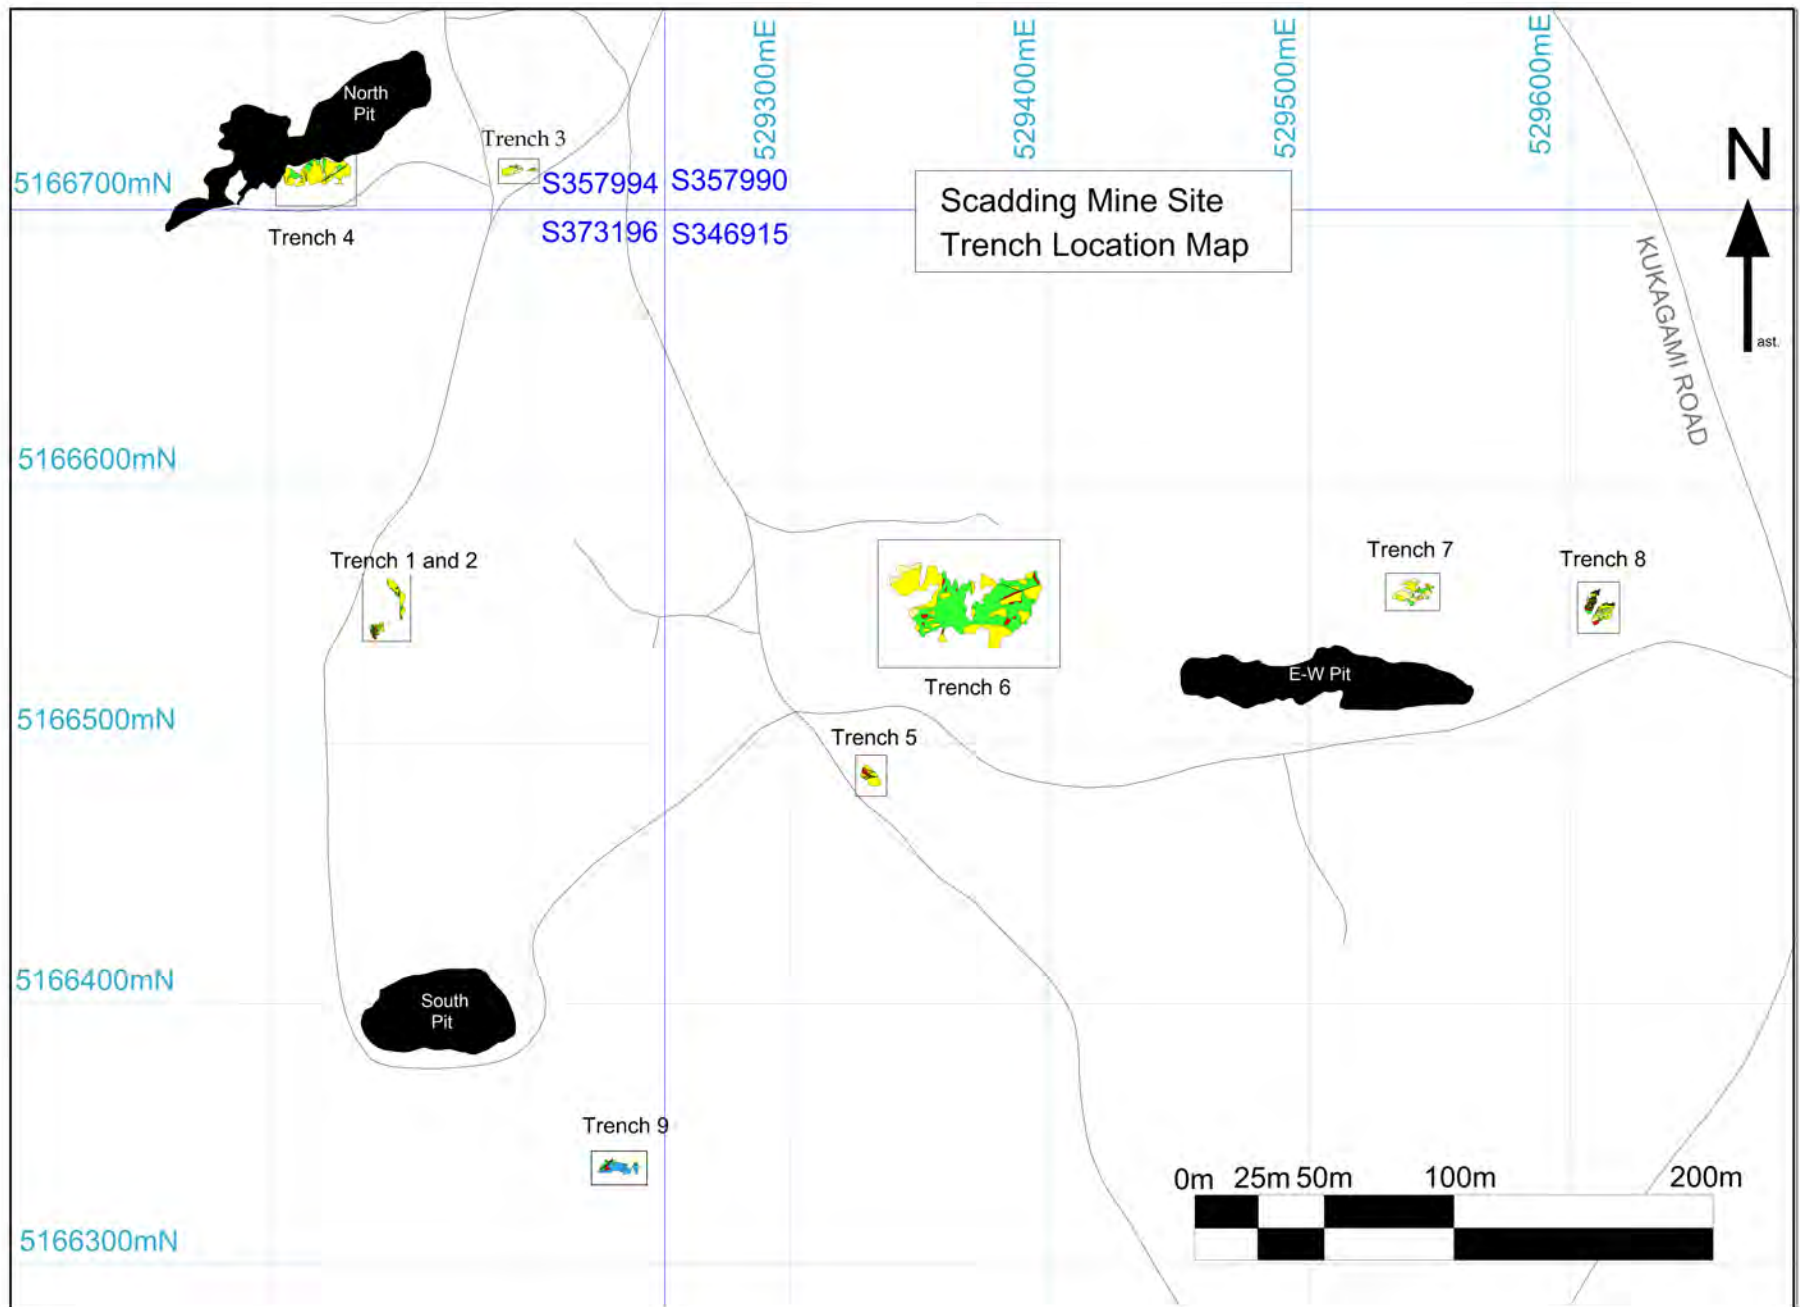 529300mE
529400mE
529500mE
529600mE
North
Pit
Trench 3
N
5166700mN
S357994 S357990
Scadding Mine Site
Trench Location Map
S373196 S346915
Trench 4
KUKAGAMI ROAD
ast.
5166600mN
Trench 1 and 2
Trench 7
Trench 8
E-W Pit
Trench 6
5166500mN
Trench 5
5166400mN
South
Pit
Trench 9
0m 25m 50m 100m 200m
5166300mN